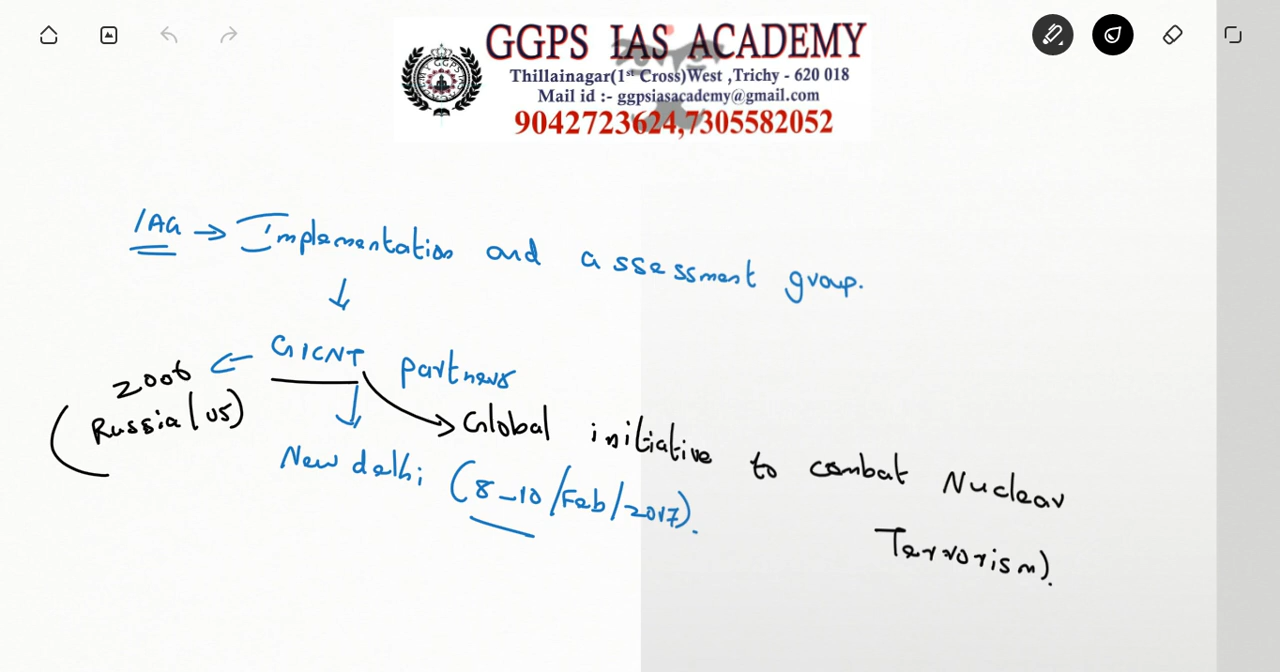 GGPS IAS ACADEMY
Thillainagar(1st Cross)West ,Trichy - 620 018
Mail id :- ggpsiasacademy@gmail.com
9042723624,7305582052
IAG → Implementation and assessment group.
↓
2006 ← GICNT partners
(Russia/US)
↓ → Global initiative to combat Nuclear Terrorism).
New delhi (8-10/Feb/2017).